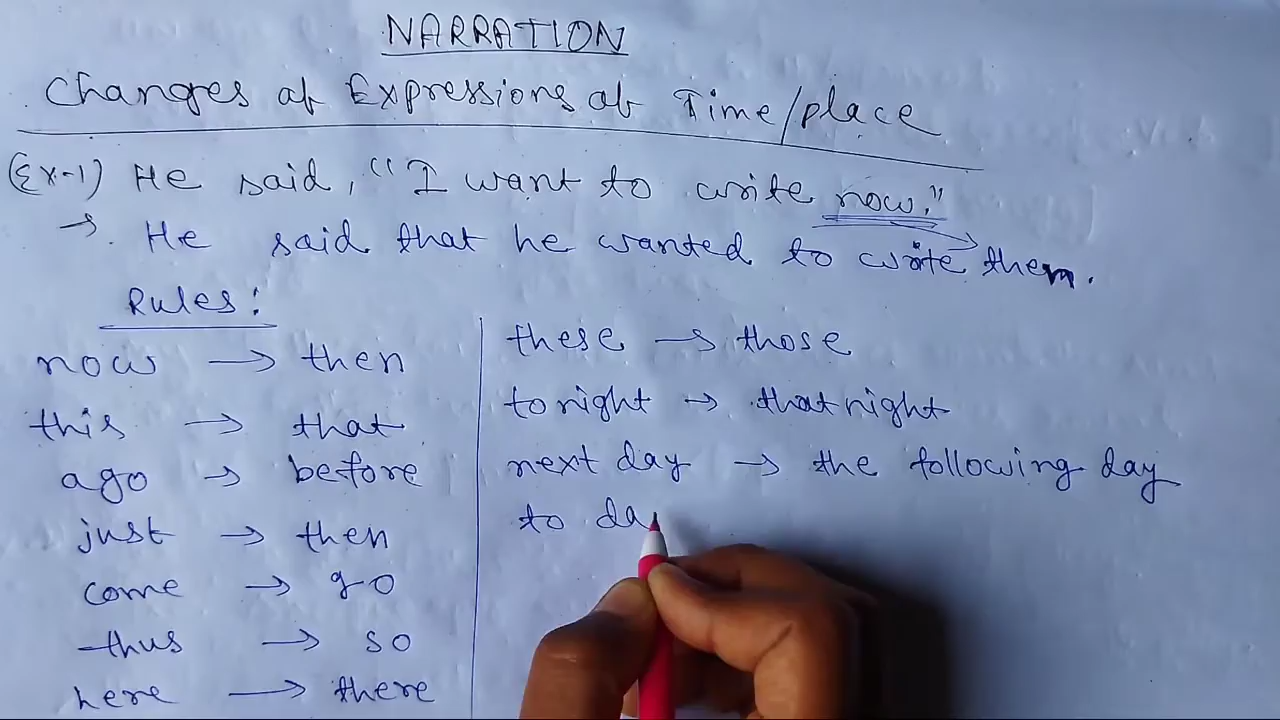 NARRATION
Changes of Expressions of Time/place
(Ex-1) He said, "I want to write now."
→ He said that he wanted to write them.
Rules:
now → then
this → that
ago → before
just → then
come → go
thus → so
here → there
these → those
tonight → that night
next day → the following day
to da